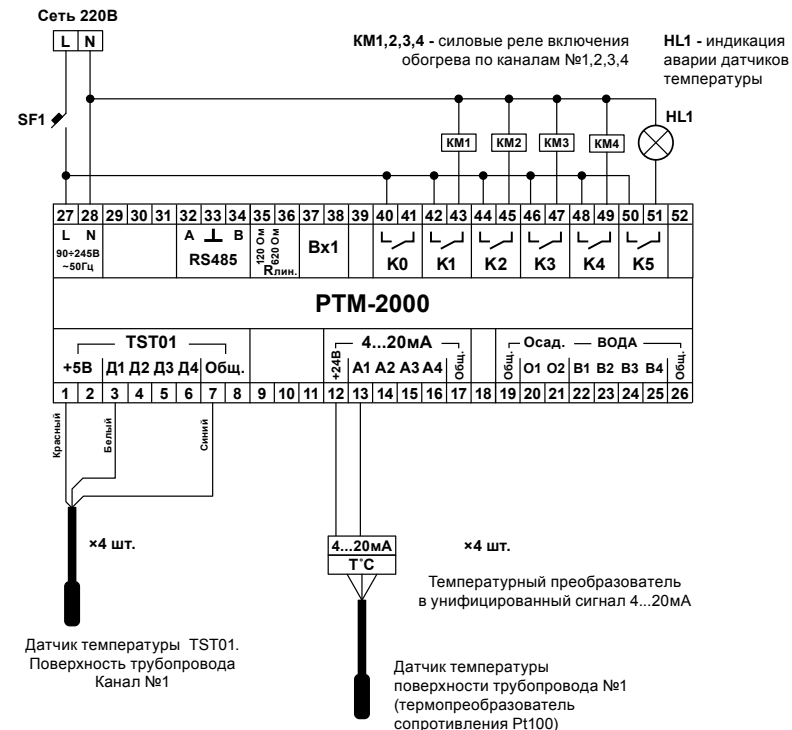 Сеть 220В
L N
КМ1,2,3,4 - силовые реле включения
обогрева по каналам №1,2,3,4
HL1 - индикация
аварии датчиков
температуры
SF1
HL1
КМ1 КМ2 КМ3 КМ4
27 28 29 30 31 32 33 34 35 36 37 38 39 40 41 42 43 44 45 46 47 48 49 50 51 52
L N
90÷245В
~50Гц
A B
RS485
120 Ом
620 Ом
Rлин.
Вх1
К0 К1 К2 К3 К4 К5
РТМ-2000
TST01
+5В Д1 Д2 Д3 Д4 Общ.
4...20мА
+24В А1 А2 А3 А4 Общ.
Осад. ВОДА
Общ. О1 О2 В1 В2 В3 В4 Общ.
1 2 3 4 5 6 7 8 9 10 11 12 13 14 15 16 17 18 19 20 21 22 23 24 25 26
Красный
Белый
Синий
×4 шт.
4...20мА
Т˚С
×4 шт.
Температурный преобразователь
в унифицированный сигнал 4...20мА
Датчик температуры TST01.
Поверхность трубопровода
Канал №1
Датчик температуры
поверхности трубопровода №1
(термопреобразователь
сопротивления Pt100)